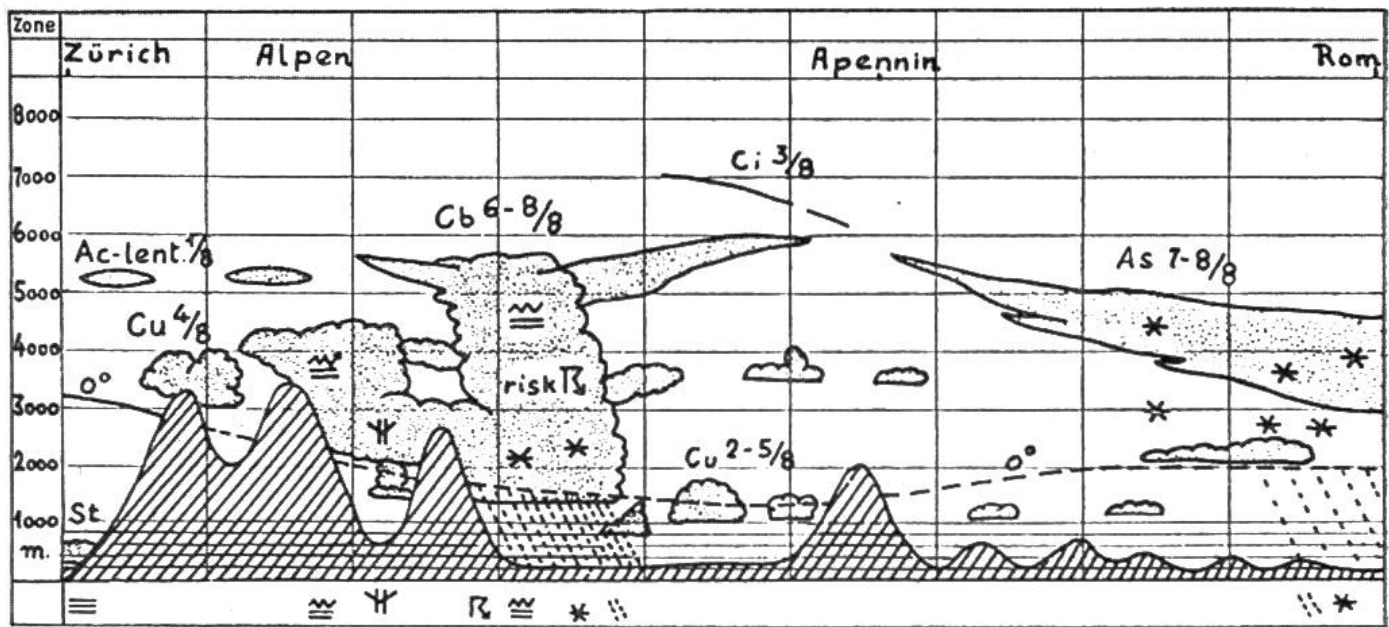 Zone
Zürich Alpen Apennin Rom
8000
7000
6000
5000
4000
3000
2000
1000
m.
Ci 3/8
Cb 6-8/8
Ac-lent. 1/8
As 7-8/8
Cu 4/8
0°
risk
Cu 2-5/8
0°
St